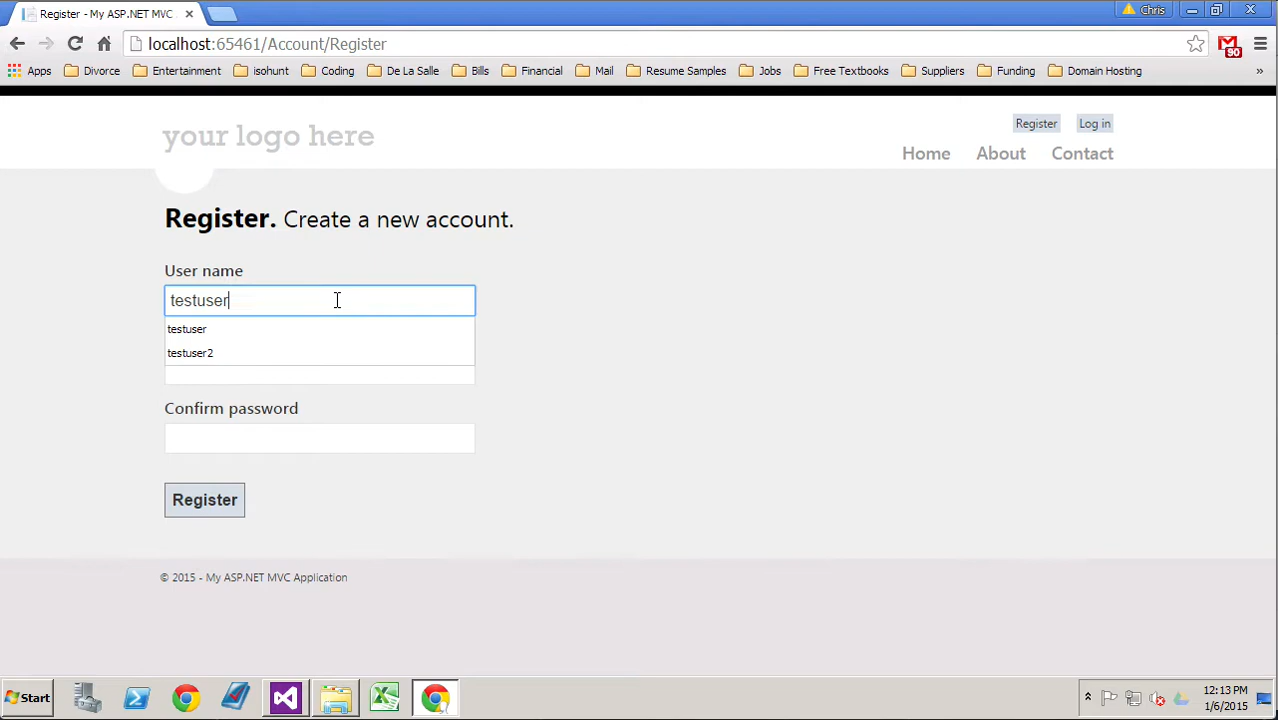 Register - My ASP.NET MVC
Chris
localhost:65461/Account/Register
90
Apps Divorce Entertainment isohunt Coding De La Salle Bills Financial Mail Resume Samples Jobs Free Textbooks Suppliers Funding Domain Hosting »
your logo here
Register Log in
Home About Contact
Register. Create a new account.
User name
testuser
testuser
testuser2
Confirm password
Register
© 2015 - My ASP.NET MVC Application
Start
12:13 PM
1/6/2015